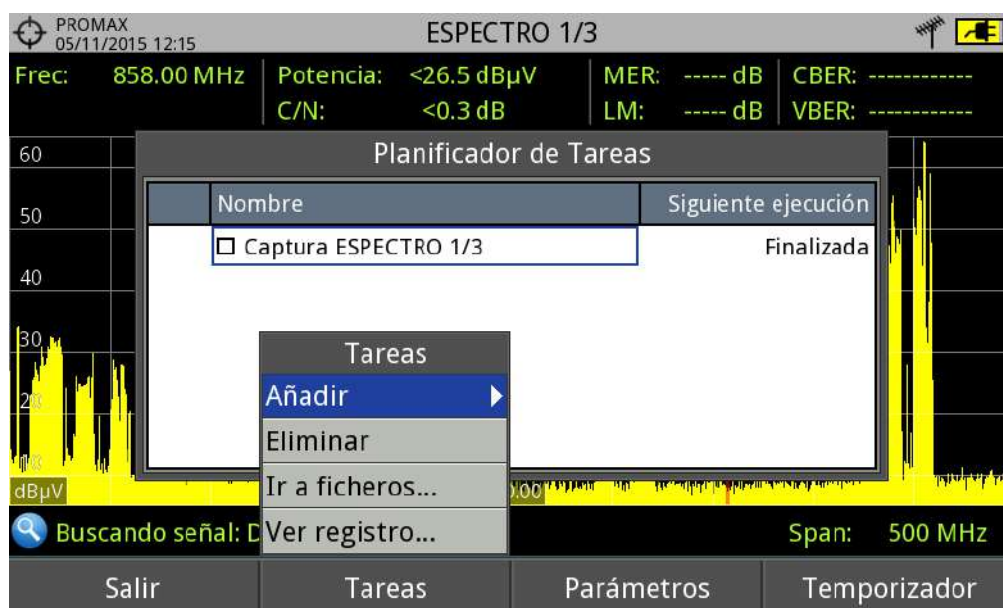 PROMAX
05/11/2015 12:15
ESPECTRO 1/3
Frec: 858.00 MHz Potencia: <26.5 dBµV MER: ----- dB CBER: ------------
C/N: <0.3 dB LM: ----- dB VBER: ------------
60
Planificador de Tareas
Nombre Siguiente ejecución
50
Captura ESPECTRO 1/3 Finalizada
40
30
Tareas
Añadir
20
Eliminar
10
dBµV
Ir a ficheros...
Buscando señal:
Ver registro...
Span: 500 MHz
Salir Tareas Parámetros Temporizador